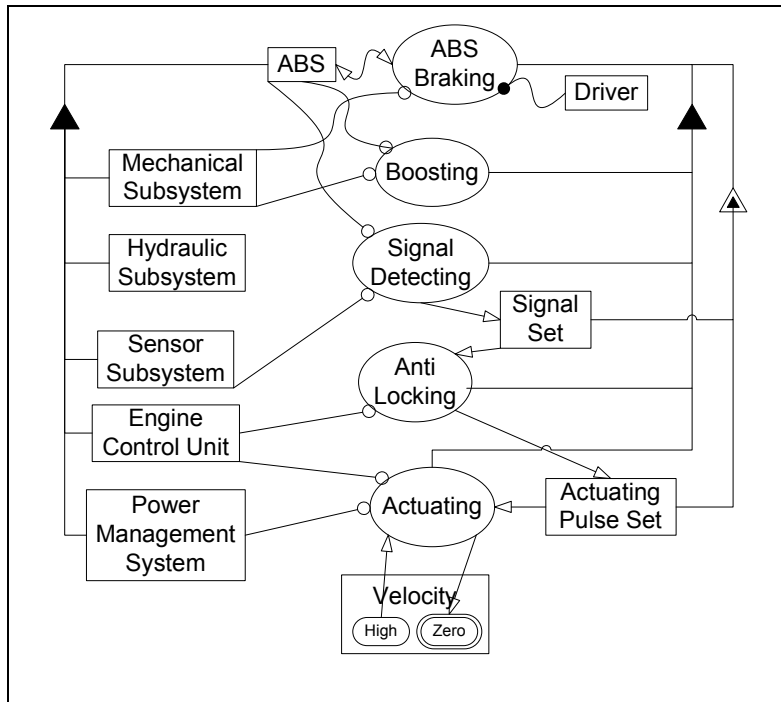 ABS
ABS
Braking
Driver
Mechanical
Subsystem
Boosting
Hydraulic
Subsystem
Signal
Detecting
Signal
Set
Sensor
Subsystem
Anti
Locking
Engine
Control Unit
Power
Management
System
Actuating
Actuating
Pulse Set
Velocity
High
Zero